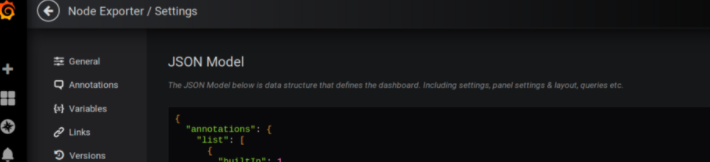 Node Exporter / Settings
General
Annotations
Variables
Links
Versions
JSON Model
The JSON Model below is data structure that defines the dashboard. Including settings, panel settings & layout, queries etc.
{
"annotations": {
"list": [
{
"builtIn": 1